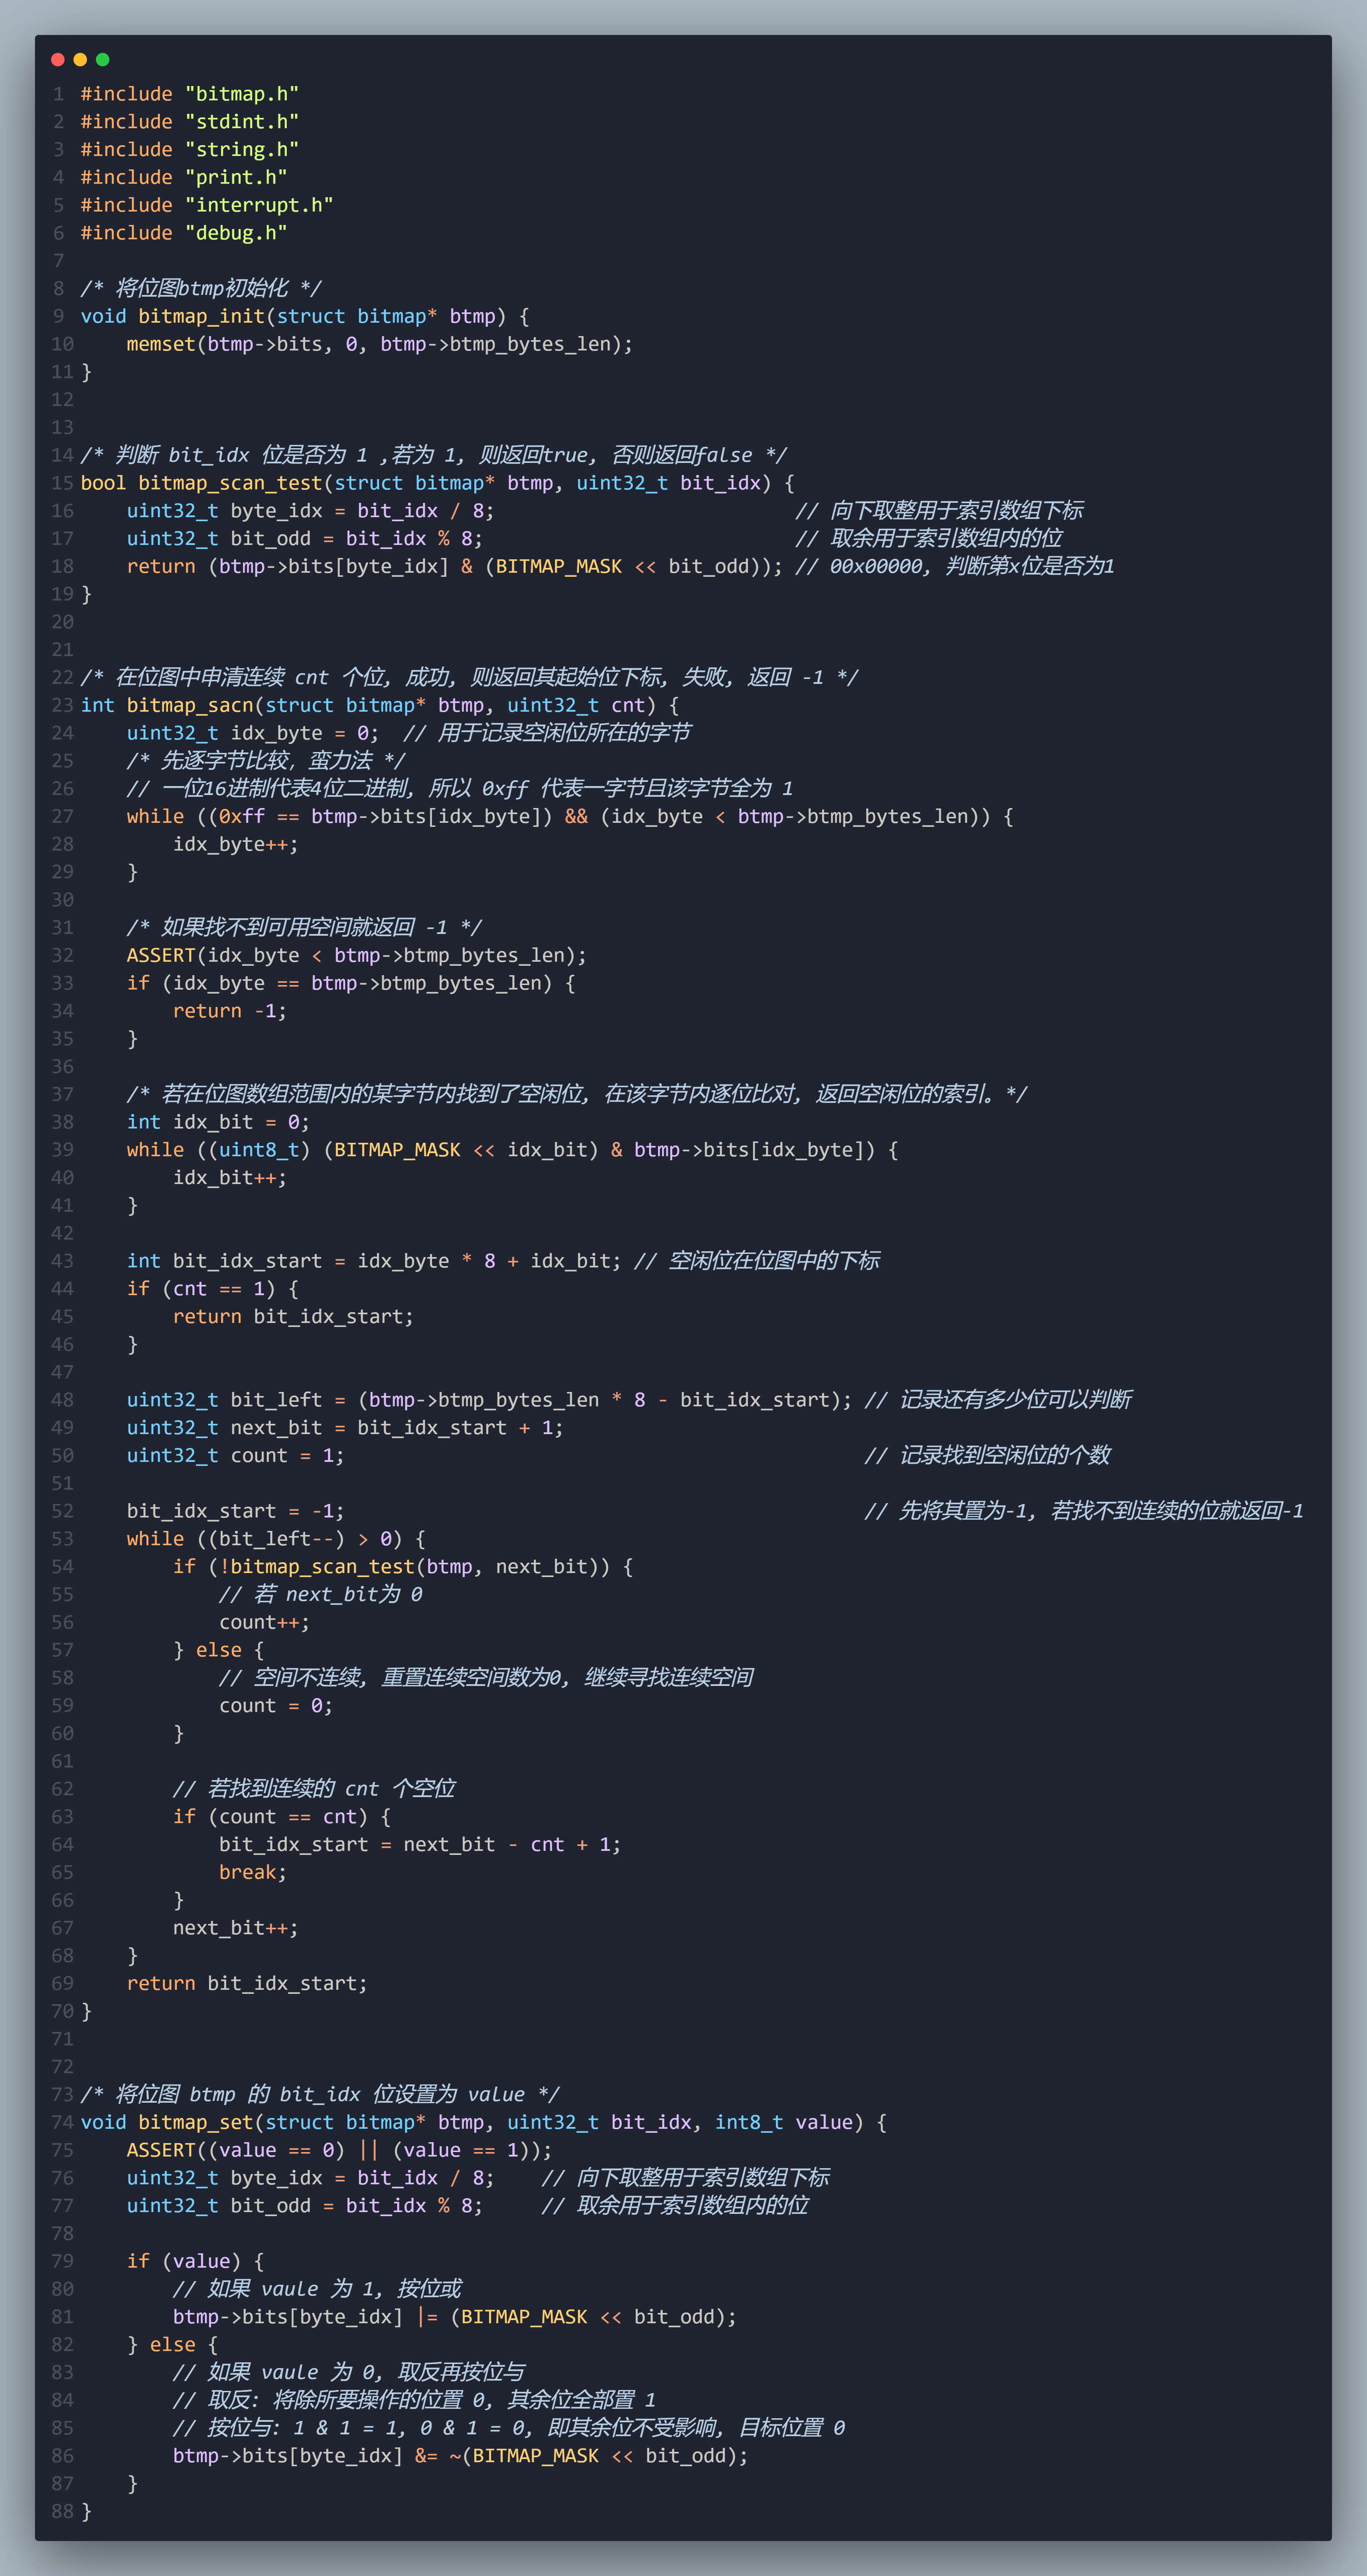 1 #include "bitmap.h"
2 #include "stdint.h"
3 #include "string.h"
4 #include "print.h"
5 #include "interrupt.h"
6 #include "debug.h"
7
8 /* 将位图btmp初始化 */
9 void bitmap_init(struct bitmap* btmp) {
10     memset(btmp->bits, 0, btmp->btmp_bytes_len);
11 }
12
13
14 /* 判断 bit_idx 位是否为 1 ,若为 1, 则返回true, 否则返回false */
15 bool bitmap_scan_test(struct bitmap* btmp, uint32_t bit_idx) {
16     uint32_t byte_idx = bit_idx / 8;                          // 向下取整用于索引数组下标
17     uint32_t bit_odd = bit_idx % 8;                           // 取余用于索引数组内的位
18     return (btmp->bits[byte_idx] & (BITMAP_MASK << bit_odd)); // 00x00000, 判断第x位是否为1
19 }
20
21
22 /* 在位图中申请连续 cnt 个位, 成功, 则返回其起始位下标, 失败, 返回 -1 */
23 int bitmap_sacn(struct bitmap* btmp, uint32_t cnt) {
24     uint32_t idx_byte = 0;  // 用于记录空闲位所在的字节
25     /* 先逐字节比较, 蛮力法 */
26     // 一位16进制代表4位二进制, 所以 0xff 代表一字节且该字节全为 1
27     while ((0xff == btmp->bits[idx_byte]) && (idx_byte < btmp->btmp_bytes_len)) {
28         idx_byte++;
29     }
30
31     /* 如果找不到可用空间就返回 -1 */
32     ASSERT(idx_byte < btmp->btmp_bytes_len);
33     if (idx_byte == btmp->btmp_bytes_len) {
34         return -1;
35     }
36
37     /* 若在位图数组范围内的某字节内找到了空闲位, 在该字节内逐位比对, 返回空闲位的索引。*/
38     int idx_bit = 0;
39     while ((uint8_t) (BITMAP_MASK << idx_bit) & btmp->bits[idx_byte]) {
40         idx_bit++;
41     }
42
43     int bit_idx_start = idx_byte * 8 + idx_bit; // 空闲位在位图中的下标
44     if (cnt == 1) {
45         return bit_idx_start;
46     }
47
48     uint32_t bit_left = (btmp->btmp_bytes_len * 8 - bit_idx_start); // 记录还有多少位可以判断
49     uint32_t next_bit = bit_idx_start + 1;
50     uint32_t count = 1;                                             // 记录找到空闲位的个数
51
52     bit_idx_start = -1;                                             // 先将其置为-1, 若找不到连续的位就返回-1
53     while ((bit_left--) > 0) {
54         if (!bitmap_scan_test(btmp, next_bit)) {
55             // 若 next_bit为 0
56             count++;
57         } else {
58             // 空间不连续, 重置连续空间数为0, 继续寻找连续空间
59             count = 0;
60         }
61
62         // 若找到连续的 cnt 个空位
63         if (count == cnt) {
64             bit_idx_start = next_bit - cnt + 1;
65             break;
66         }
67         next_bit++;
68     }
69     return bit_idx_start;
70 }
71
72
73 /* 将位图 btmp 的 bit_idx 位设置为 value */
74 void bitmap_set(struct bitmap* btmp, uint32_t bit_idx, int8_t value) {
75     ASSERT((value == 0) || (value == 1));
76     uint32_t byte_idx = bit_idx / 8;    // 向下取整用于索引数组下标
77     uint32_t bit_odd = bit_idx % 8;     // 取余用于索引数组内的位
78
79     if (value) {
80         // 如果 vaule 为 1, 按位或
81         btmp->bits[byte_idx] |= (BITMAP_MASK << bit_odd);
82     } else {
83         // 如果 vaule 为 0, 取反再按位与
84         // 取反: 将除所要操作的位置 0, 其余位全部置 1
85         // 按位与: 1 & 1 = 1, 0 & 1 = 0, 即其余位不受影响, 目标位置 0
86         btmp->bits[byte_idx] &= ~(BITMAP_MASK << bit_odd);
87     }
88 }